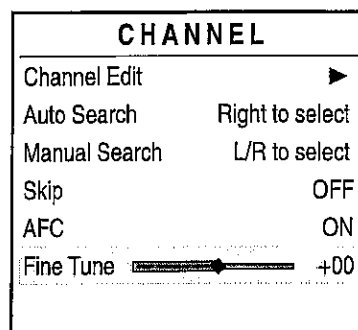 CHANNEL
Channel Edit ▶
Auto Search Right to select
Manual Search L/R to select
Skip OFF
AFC ON
Fine Tune +00